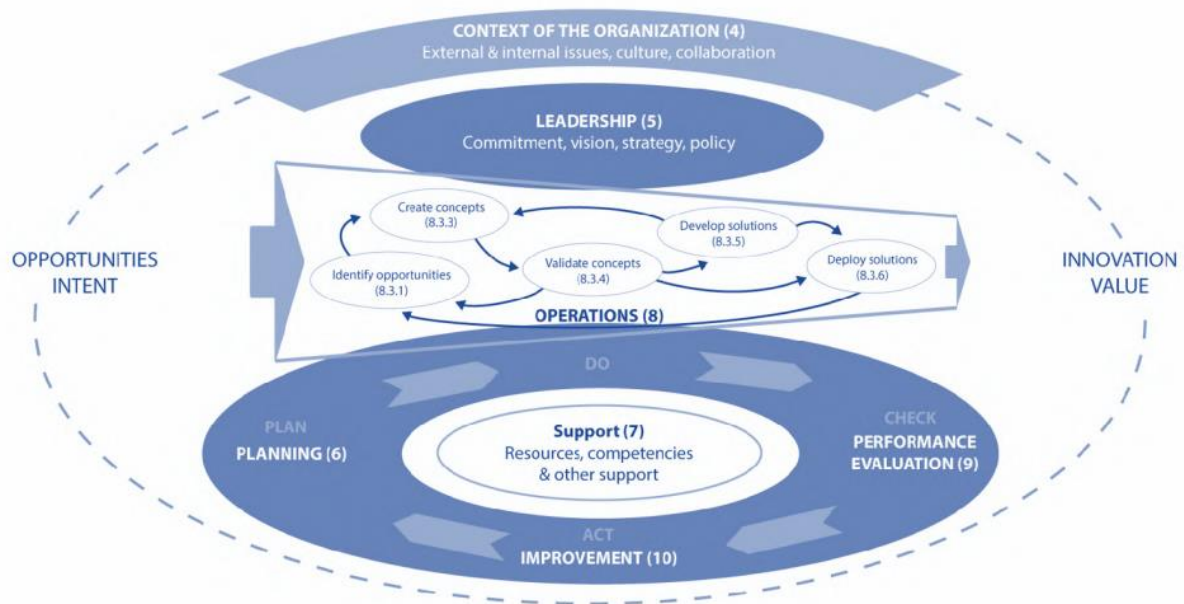 CONTEXT OF THE ORGANIZATION (4)
External & internal issues, culture, collaboration
LEADERSHIP (5)
Commitment, vision, strategy, policy
OPPORTUNITIES
INTENT
Create concepts
(8.3.3)
Develop solutions
(8.3.5)
Identify opportunities
(8.3.1)
Validate concepts
(8.3.4)
Deploy solutions
(8.3.6)
OPERATIONS (8)
INNOVATION
VALUE
DO
PLAN
PLANNING (6)
Support (7)
Resources, competencies
& other support
CHECK
PERFORMANCE
EVALUATION (9)
ACT
IMPROVEMENT (10)